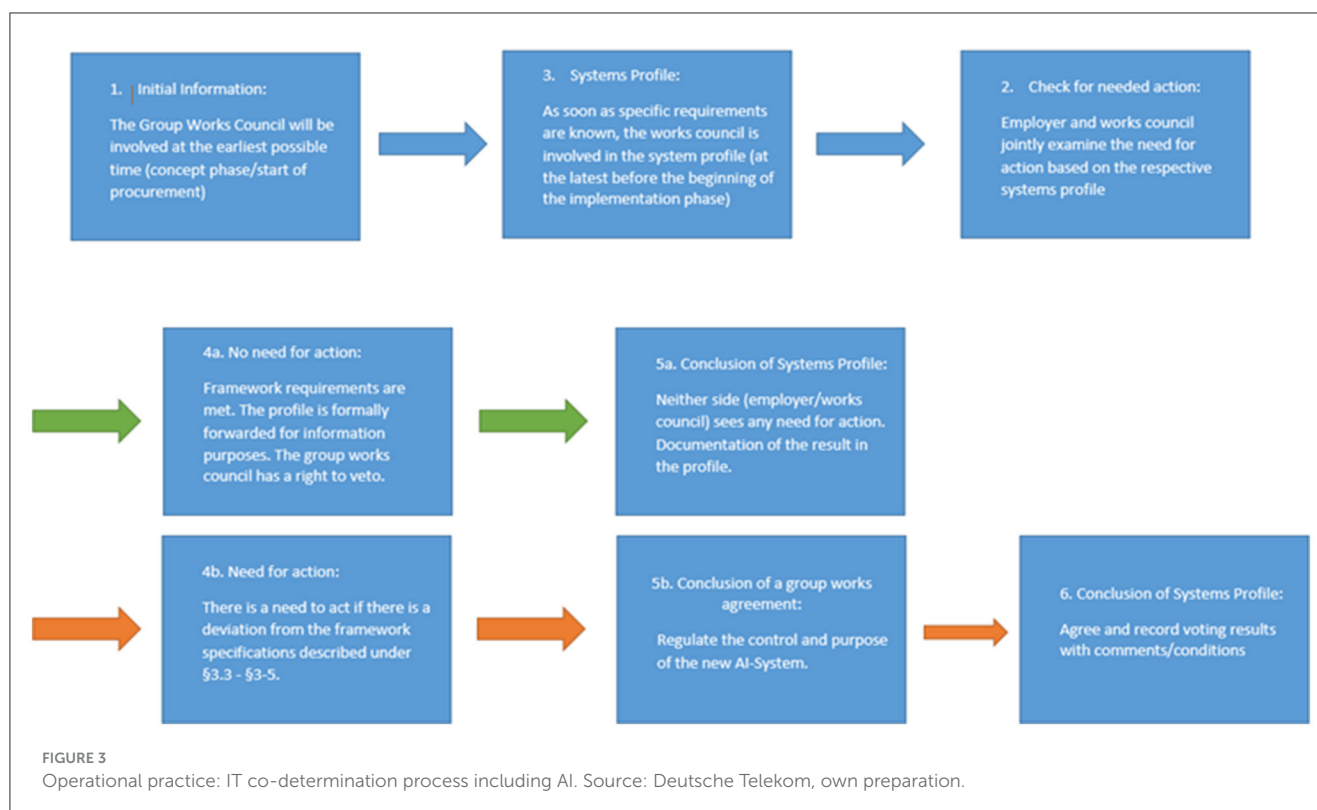 1. Initial Information:
The Group Works Council will be
involved at the earliest possible
time (concept phase/start of
procurement)
3. Systems Profile:
As soon as specific requirements
are known, the works council is
involved in the system profile (at
the latest before the beginning of
the implementation phase)
2. Check for needed action:
Employer and works council
jointly examine the need for
action based on the respective
systems profile
4a. No need for action:
Framework requirements are
met. The profile is formally
forwarded for information
purposes. The group works
council has a right to veto.
5a. Conclusion of Systems Profile:
Neither side (employer/works
council) sees any need for action.
Documentation of the result in
the profile.
4b. Need for action:
There is a need to act if there is a
deviation from the framework
specifications described under
§3.3 - §3-5.
5b. Conclusion of a group works
agreement:
Regulate the control and purpose
of the new AI-System.
6. Conclusion of Systems Profile:
Agree and record voting results
with comments/conditions
FIGURE 3
Operational practice: IT co-determination process including AI. Source: Deutsche Telekom, own preparation.